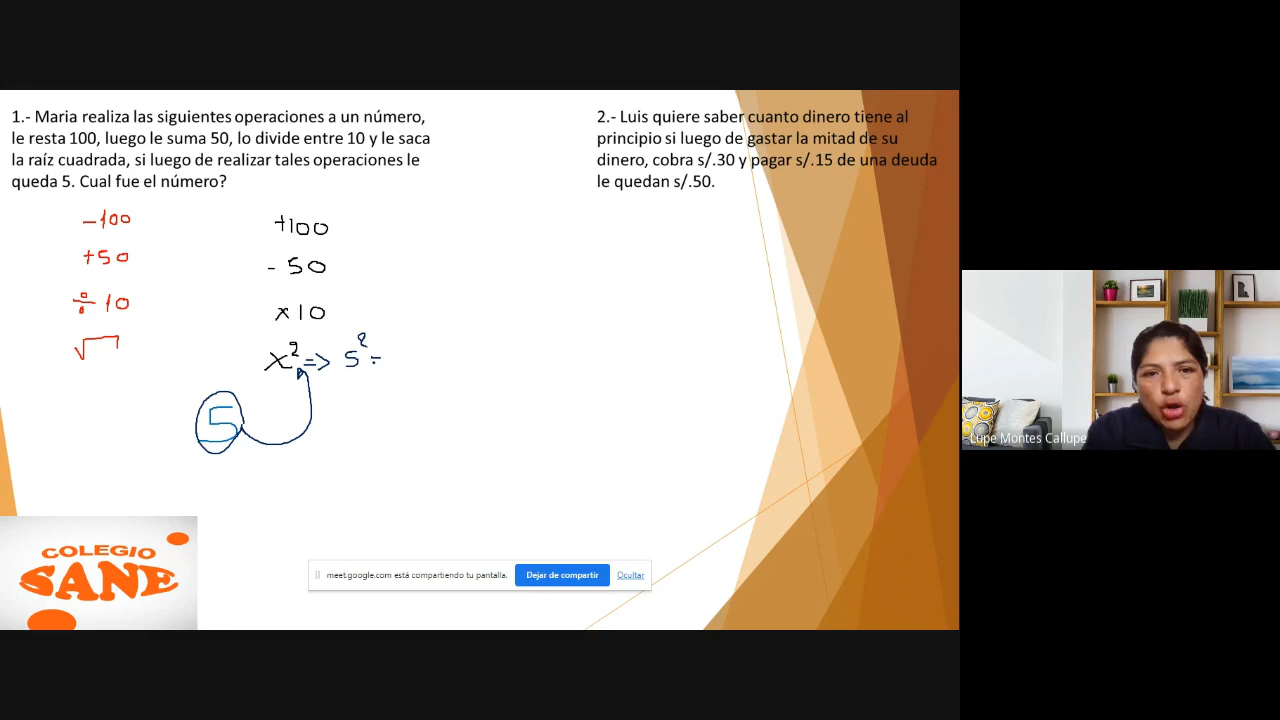 1.- Maria realiza las siguientes operaciones a un número,
le resta 100, luego le suma 50, lo divide entre 10 y le saca
la raíz cuadrada, si luego de realizar tales operaciones le
queda 5. Cual fue el número?
-100
+50
÷ 10
√
+100
- 50
x10
x² => 5² =
5
2.- Luis quiere saber cuanto dinero tiene al
principio si luego de gastar la mitad de su
dinero, cobra s/.30 y pagar s/.15 de una deuda
le quedan s/.50.
COLEGIO
SANE
meet.google.com está compartiendo tu pantalla.
Dejar de compartir
Ocultar
Lupe Montes Callupe